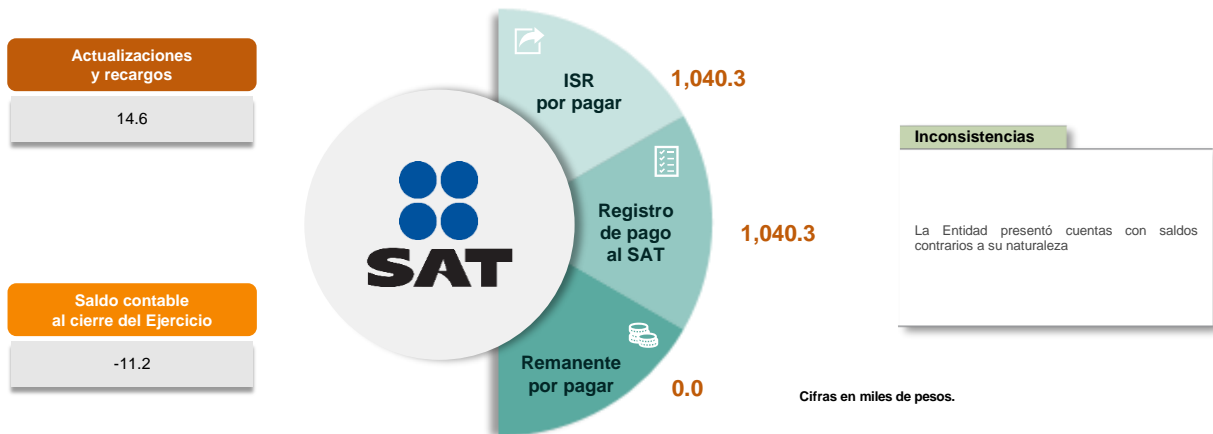 Actualizaciones
y recargos
14.6
Saldo contable
al cierre del Ejercicio
-11.2
SAT
ISR
por pagar
1,040.3
Registro
de pago
al SAT
1,040.3
Remanente
por pagar
0.0
Inconsistencias
La Entidad presentó cuentas con saldos
contrarios a su naturaleza
Cifras en miles de pesos.